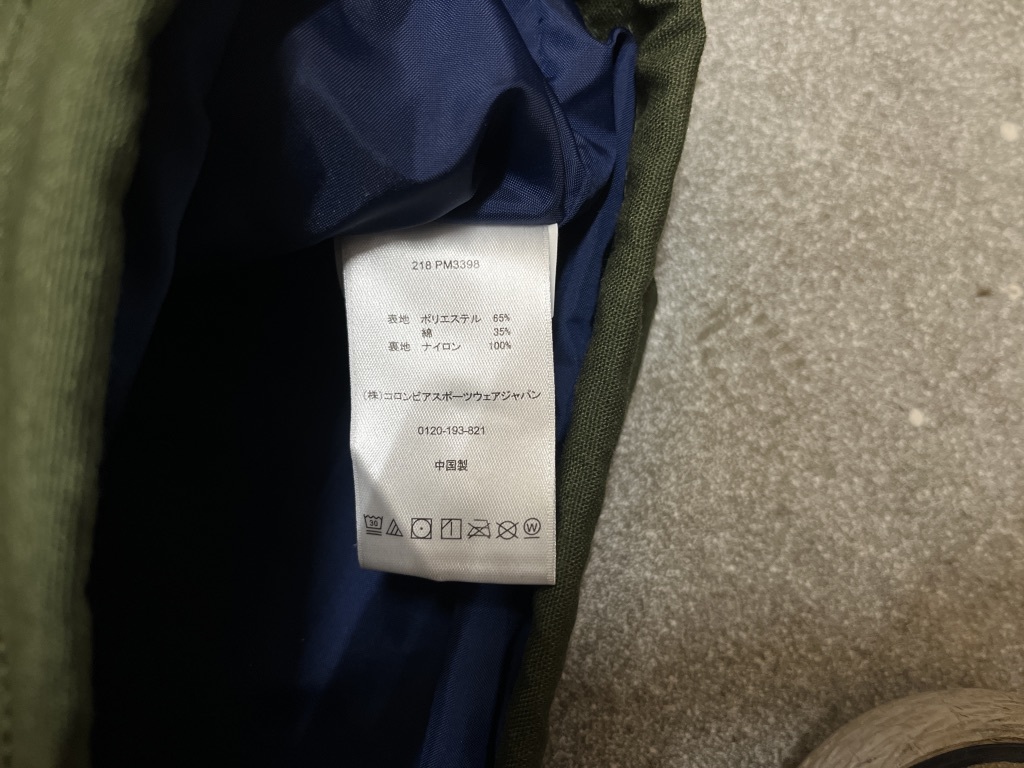 218 PM3398
表地 ポリエステル 65%
綿 35%
裏地 ナイロン 100%
(株)コロンビアスポーツウェアジャパン
0120-193-821
中国製
30 W